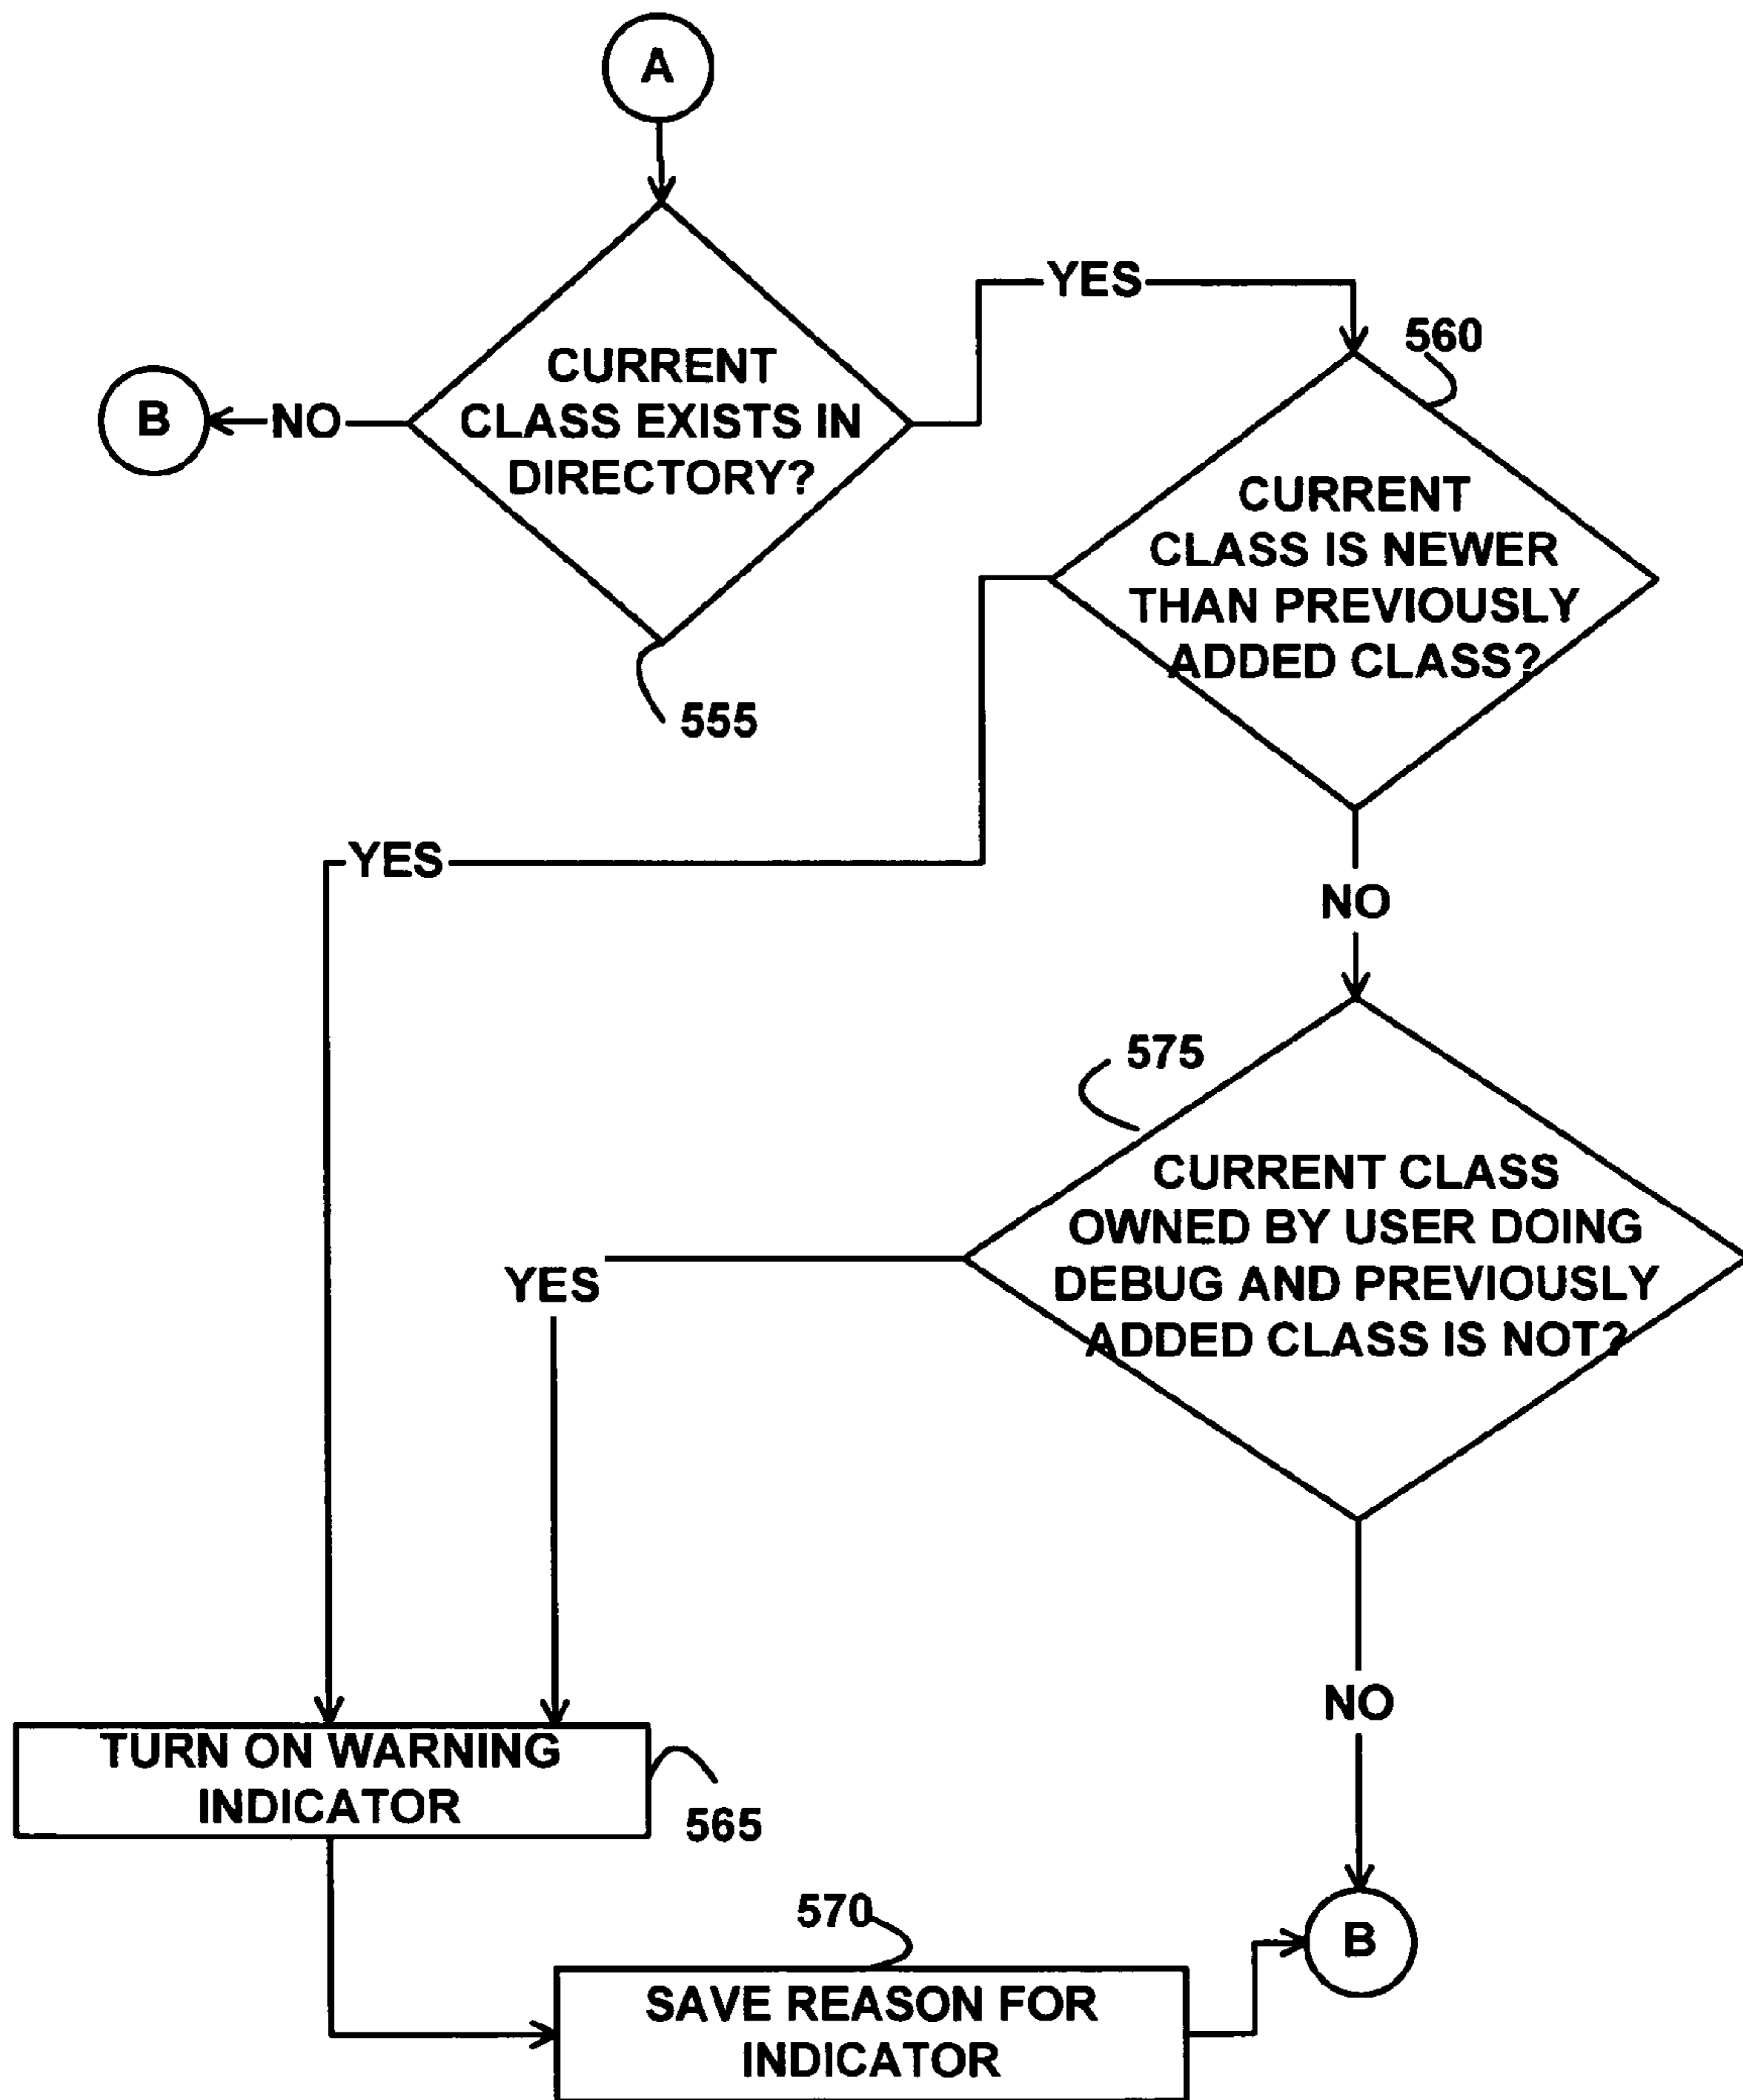 A
YES
560
CURRENT
CLASS EXISTS IN
DIRECTORY?
B
NO
CURRENT
CLASS IS NEWER
THAN PREVIOUSLY
ADDED CLASS?
555
YES
NO
575
CURRENT CLASS
OWNED BY USER DOING
DEBUG AND PREVIOUSLY
ADDED CLASS IS NOT?
YES
NO
TURN ON WARNING
INDICATOR
565
570
B
SAVE REASON FOR
INDICATOR